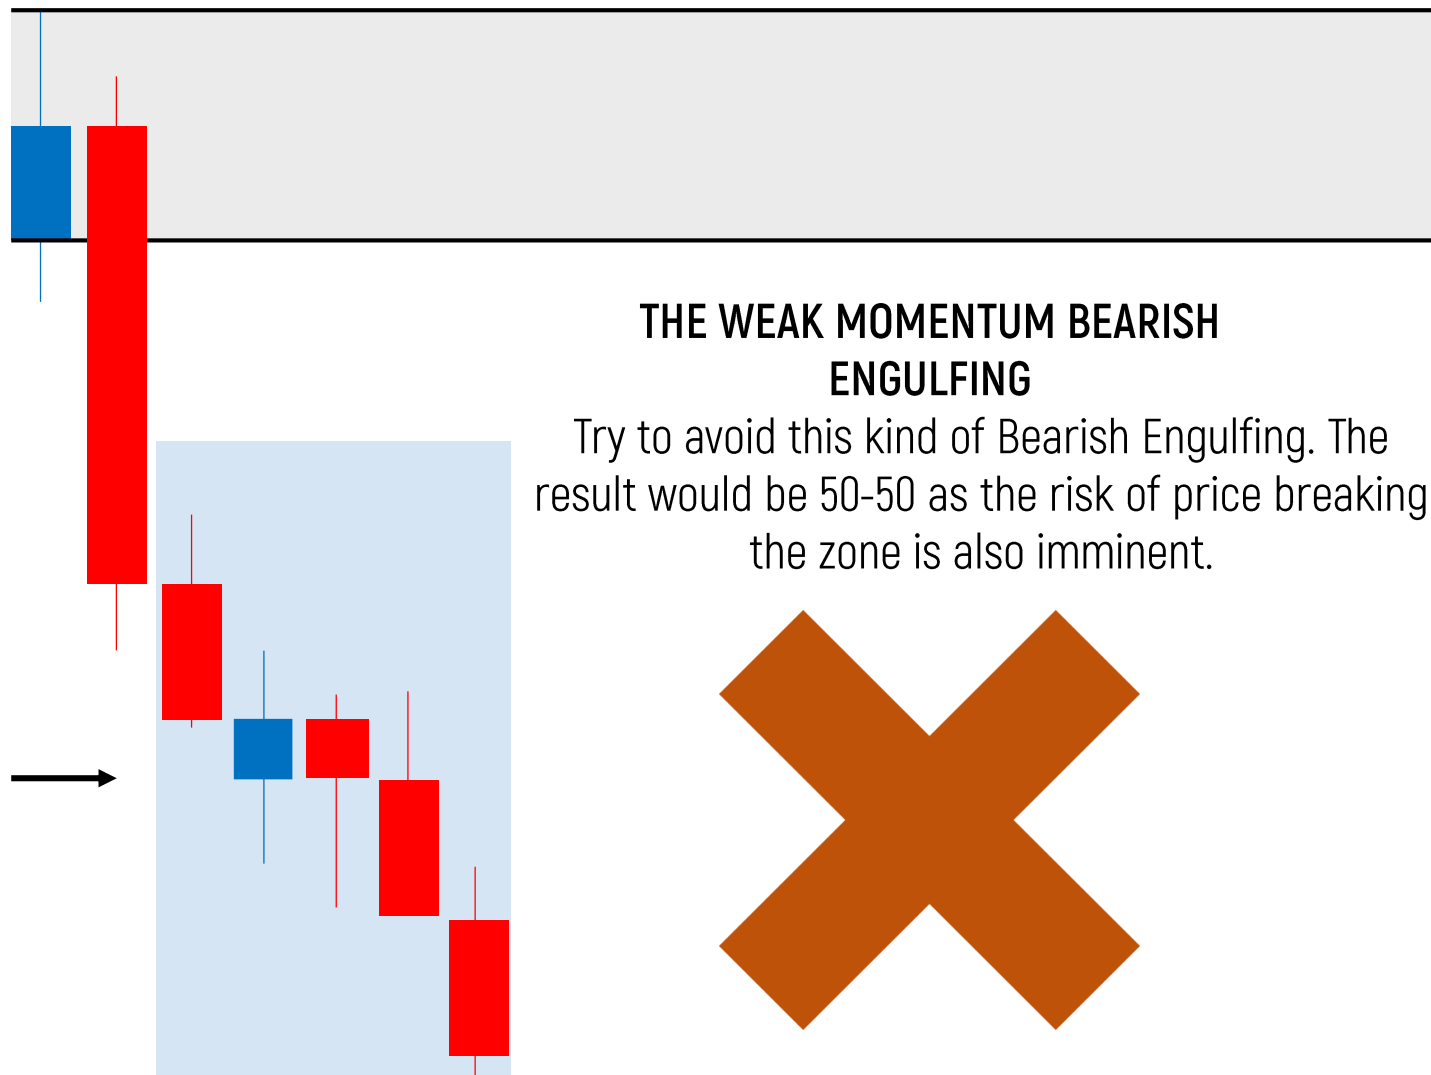 THE WEAK MOMENTUM BEARISH
ENGULFING
Try to avoid this kind of Bearish Engulfing. The
result would be 50-50 as the risk of price breaking
the zone is also imminent.